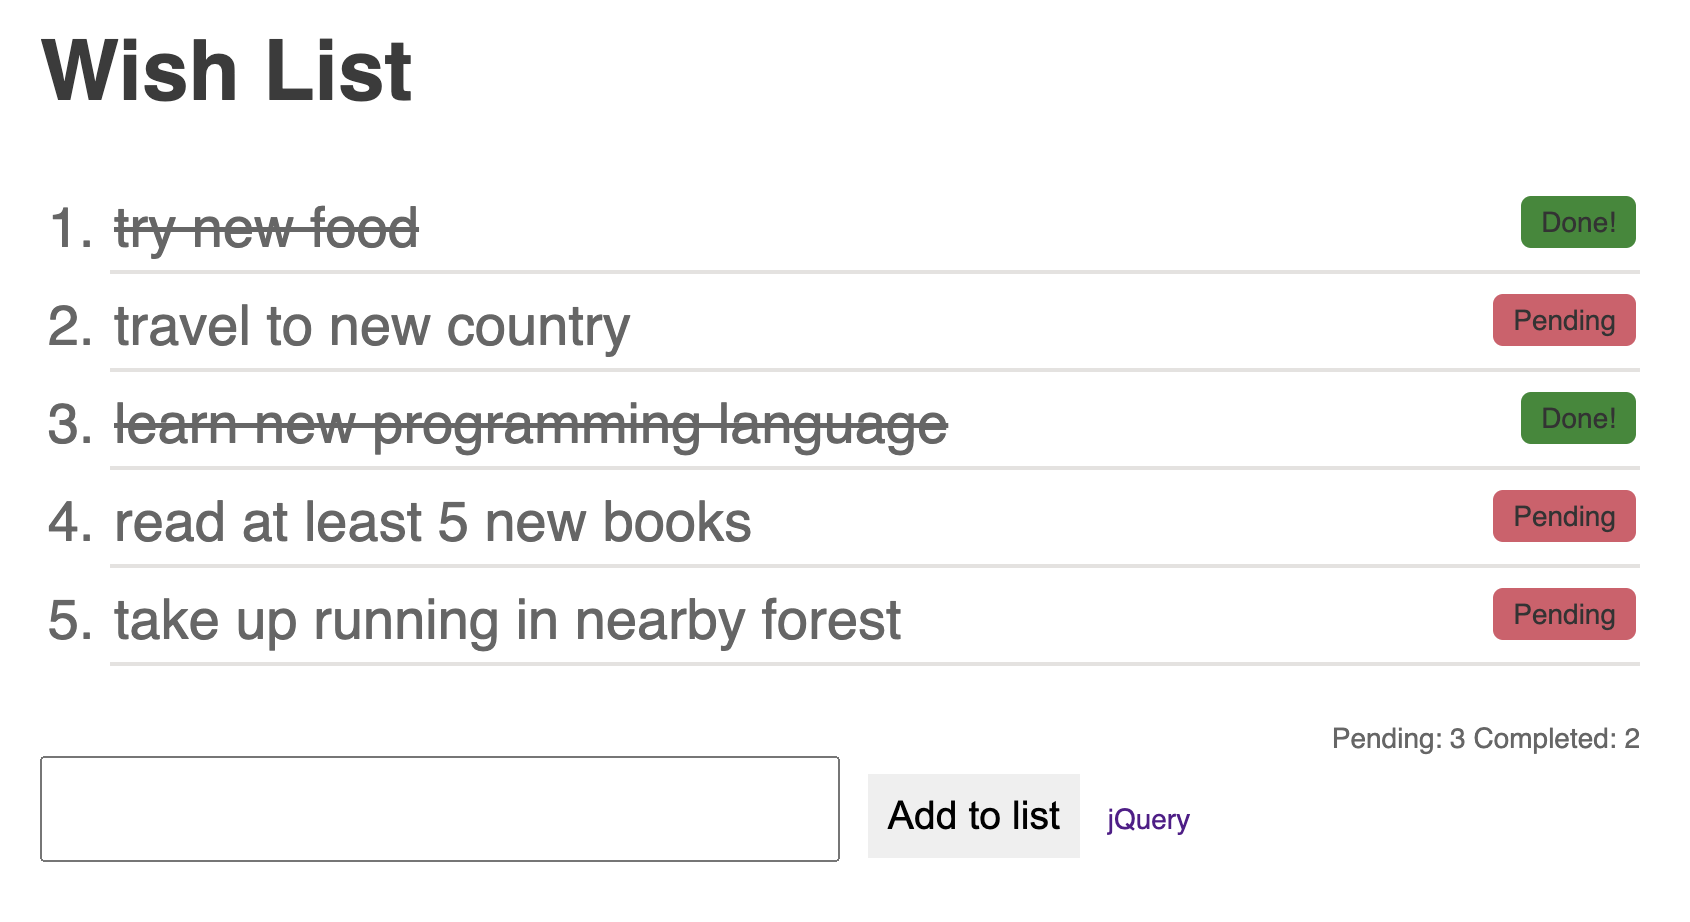 Wish List
1. try new food Done!
2. travel to new country Pending
3. learn new programming language Done!
4. read at least 5 new books Pending
5. take up running in nearby forest Pending
Pending: 3 Completed: 2
Add to list jQuery